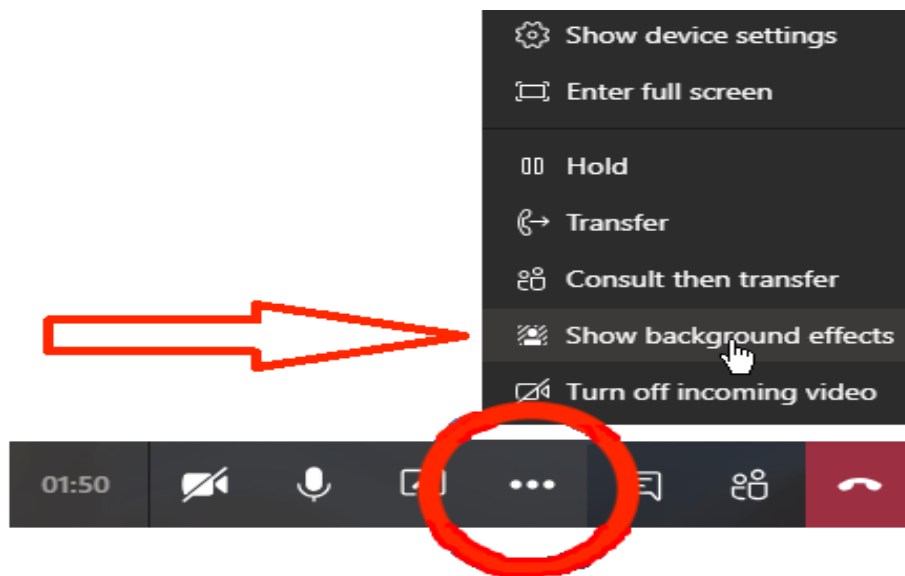 Show device settings
Enter full screen
Hold
Transfer
Consult then transfer
Show background effects
Turn off incoming video
01:50